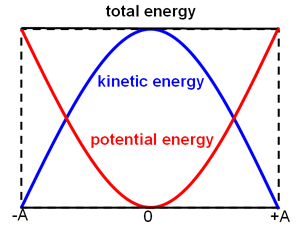 total energy
kinetic energy
potential energy
-A 0 +A